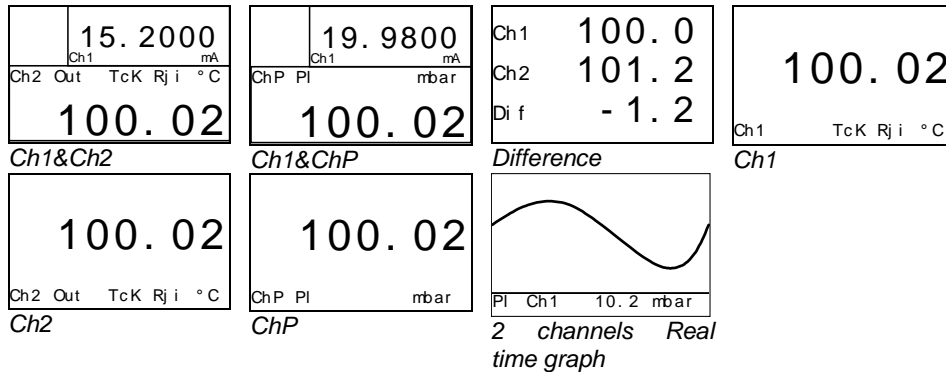 15.2000
Ch1 mA
Ch2 Out TcK Rji °C
100.02
Ch1&Ch2
19.9800
Ch1 mA
ChP PI mbar
100.02
Ch1&ChP
Ch1 100.0
Ch2 101.2
Dif -1.2
Difference
100.02
Ch1 TcK Rji °C
Ch1
100.02
Ch2 Out TcK Rji °C
Ch2
100.02
ChP PI mbar
ChP
PI Ch1 10.2 mbar
2 channels Real
time graph